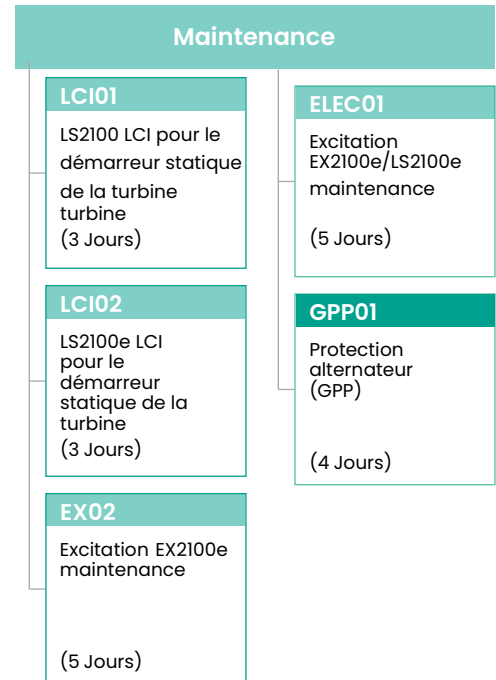 Maintenance
LCI01
LS2100 LCI pour le
démarreur statique
de la turbine
turbine
(3 Jours)
LCI02
LS2100e LCI
pour le
démarreur
statique de la
turbine
(3 Jours)
EX02
Excitation EX2100e
maintenance
(5 Jours)
ELEC01
Excitation
EX2100e/LS2100e
maintenance
(5 Jours)
GPP01
Protection
alternateur
(GPP)
(4 Jours)